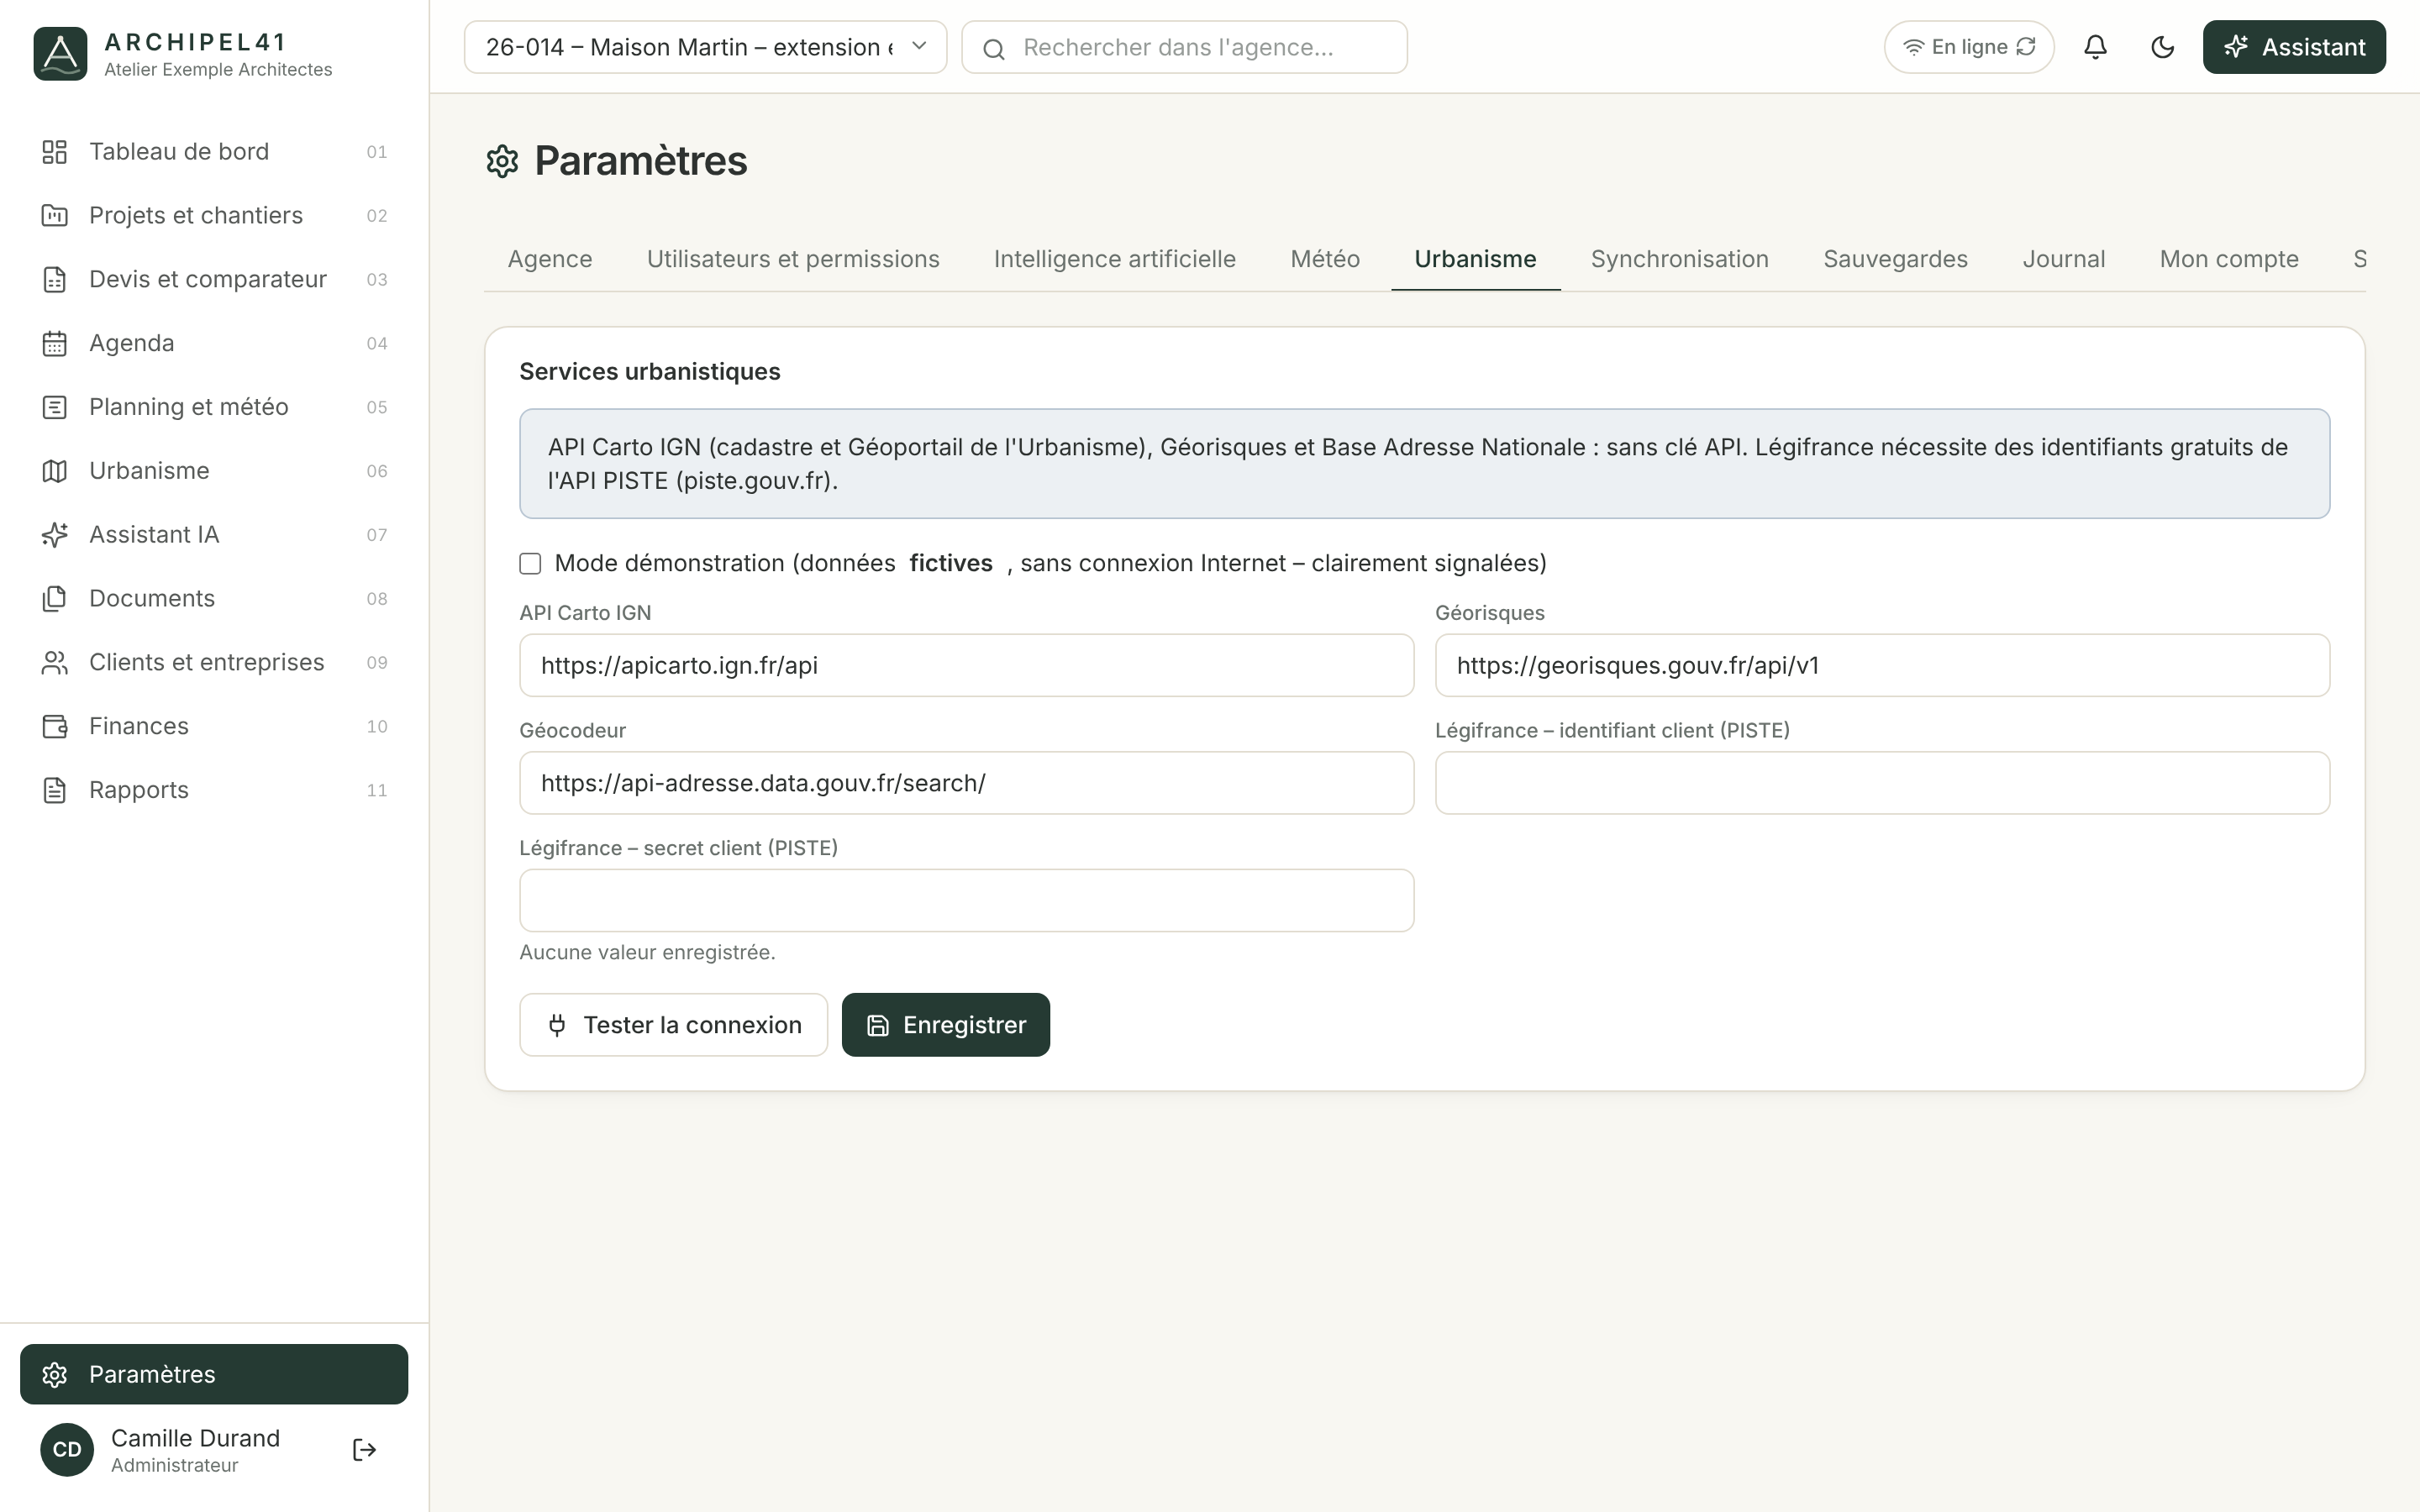 ARCHIPEL41
Atelier Exemple Architectes
Tableau de bord 01
Projets et chantiers 02
Devis et comparateur 03
Agenda 04
Planning et météo 05
Urbanisme 06
Assistant IA 07
Documents 08
Clients et entreprises 09
Finances 10
Rapports 11
Paramètres
CD
Camille Durand
Administrateur
26-014 – Maison Martin – extension
Rechercher dans l'agence...
En ligne
Assistant
Paramètres
Agence Utilisateurs et permissions Intelligence artificielle Météo Urbanisme Synchronisation Sauvegardes Journal Mon compte S
Services urbanistiques
API Carto IGN (cadastre et Géoportail de l'Urbanisme), Géorisques et Base Adresse Nationale : sans clé API. Légifrance nécessite des identifiants gratuits de
l'API PISTE (piste.gouv.fr).
Mode démonstration (données fictives , sans connexion Internet – clairement signalées)
API Carto IGN
https://apicarto.ign.fr/api
Géorisques
https://georisques.gouv.fr/api/v1
Géocodeur
https://api-adresse.data.gouv.fr/search/
Légifrance – identifiant client (PISTE)
Légifrance – secret client (PISTE)
Aucune valeur enregistrée.
Tester la connexion
Enregistrer